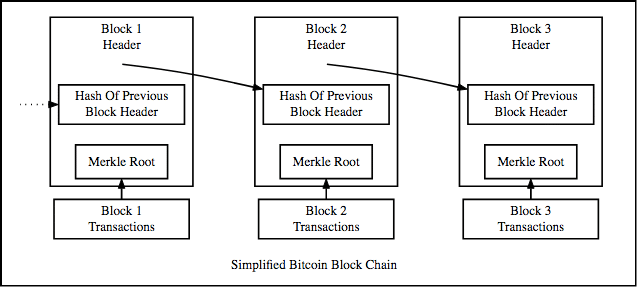 Block 1
Header
Hash Of Previous
Block Header
Merkle Root
Block 1
Transactions
Block 2
Header
Hash Of Previous
Block Header
Merkle Root
Block 2
Transactions
Block 3
Header
Hash Of Previous
Block Header
Merkle Root
Block 3
Transactions
Simplified Bitcoin Block Chain